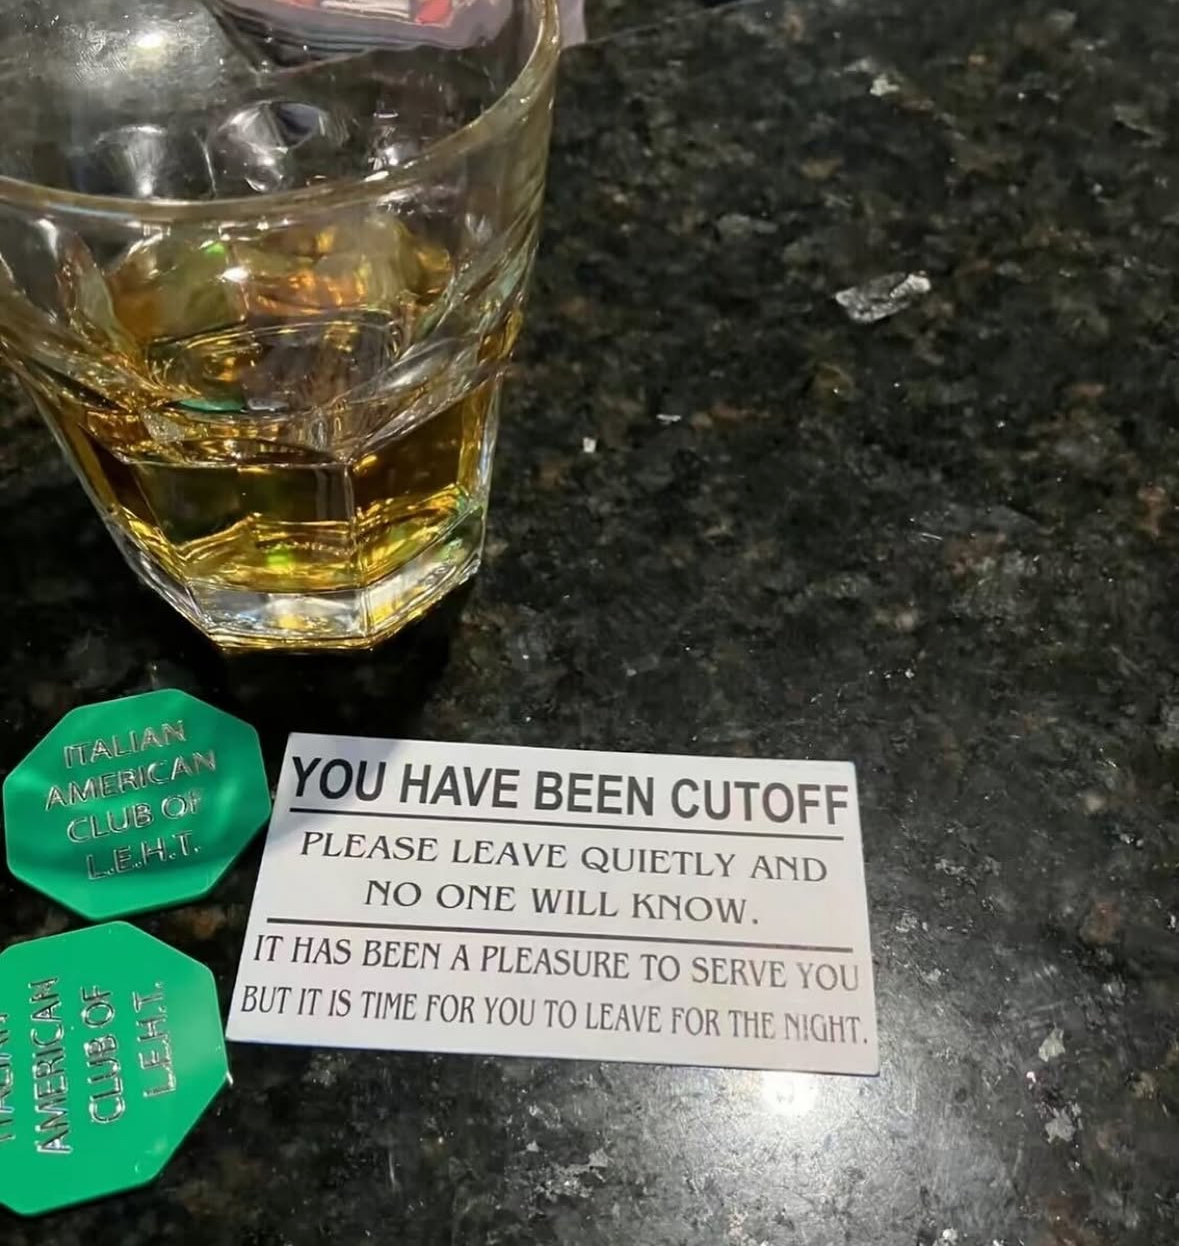 ITALIAN
AMERICAN
CLUB OF
L.E.H.T.
YOU HAVE BEEN CUTOFF
PLEASE LEAVE QUIETLY AND
NO ONE WILL KNOW.
IT HAS BEEN A PLEASURE TO SERVE YOU
BUT IT IS TIME FOR YOU TO LEAVE FOR THE NIGHT.
ITALIAN
AMERICAN
CLUB OF
L.E.H.T.